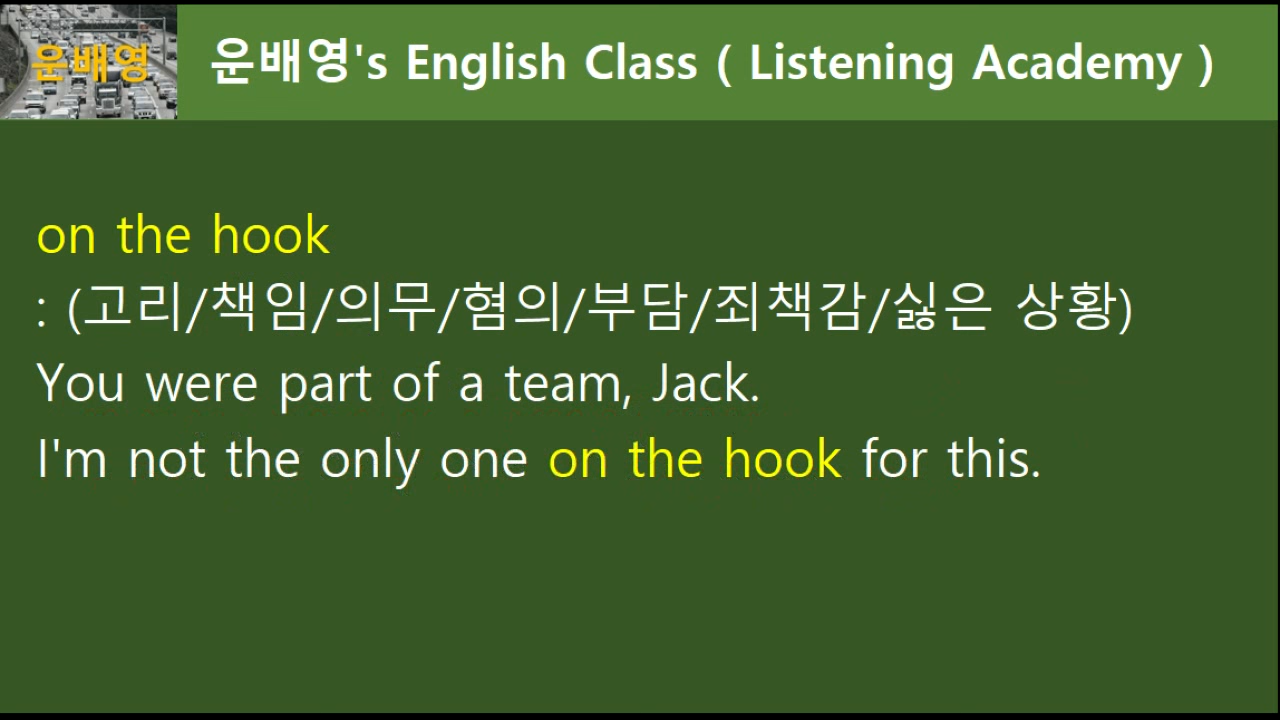 운배영
운배영's English Class ( Listening Academy )
on the hook
: (고리/책임/의무/혐의/부담/죄책감/싫은 상황)
You were part of a team, Jack.
I'm not the only one on the hook for this.